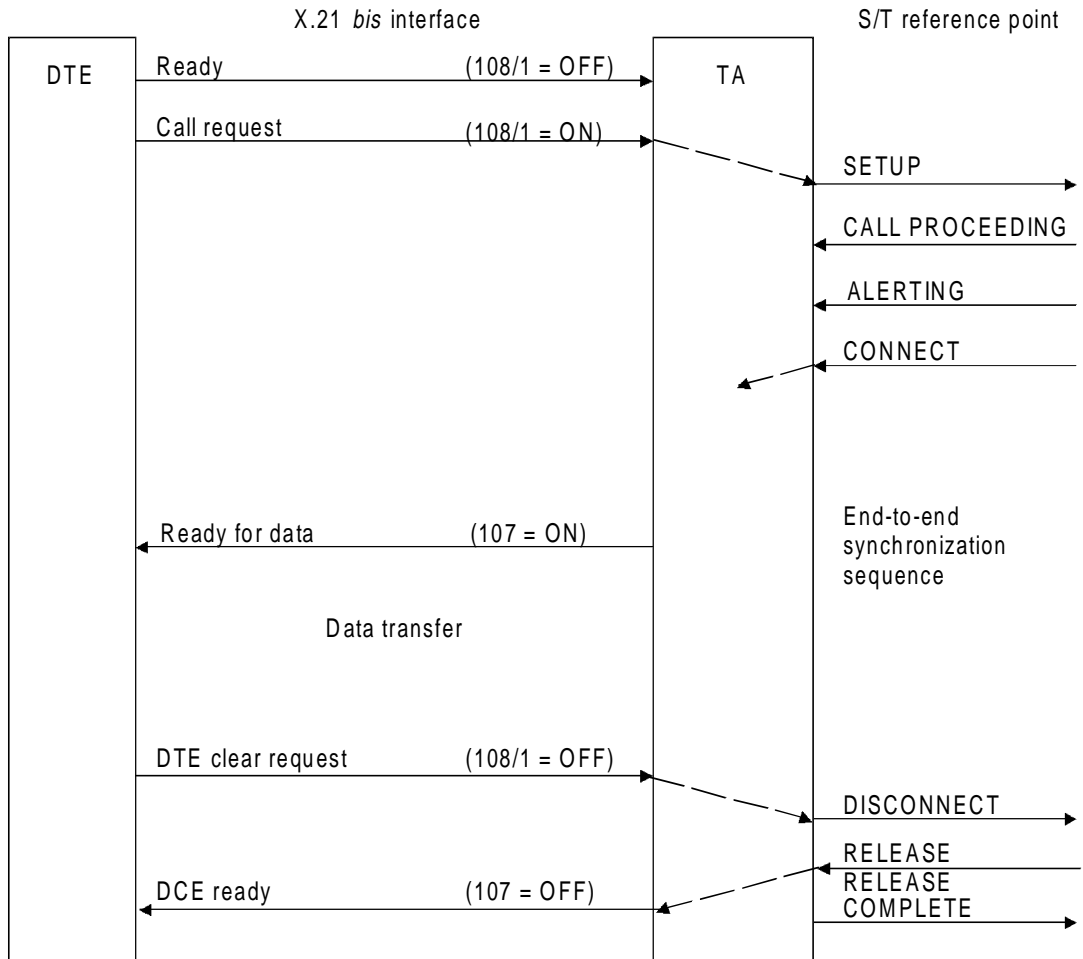 X.21 bis interface
S/T reference point
DTE
Ready (108/1 = OFF)
TA
Call request (108/1 = ON)
SETUP
CALL PROCEEDING
ALERTING
CONNECT
Ready for data (107 = ON)
End-to-end
synchronization
sequence
Data transfer
DTE clear request (108/1 = OFF)
DISCONNECT
RELEASE
DCE ready (107 = OFF)
RELEASE
COMPLETE